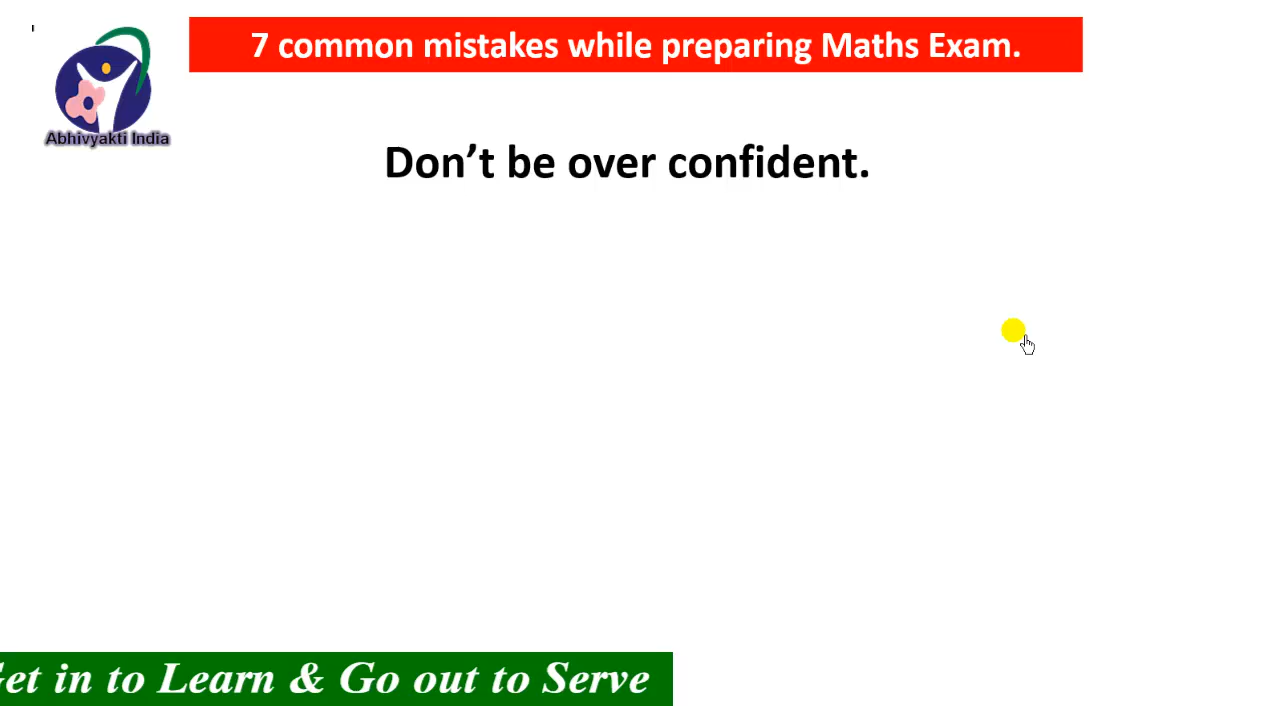 7 common mistakes while preparing Maths Exam.
Abhivyakti India
Don’t be over confident.
et in to Learn & Go out to Serve